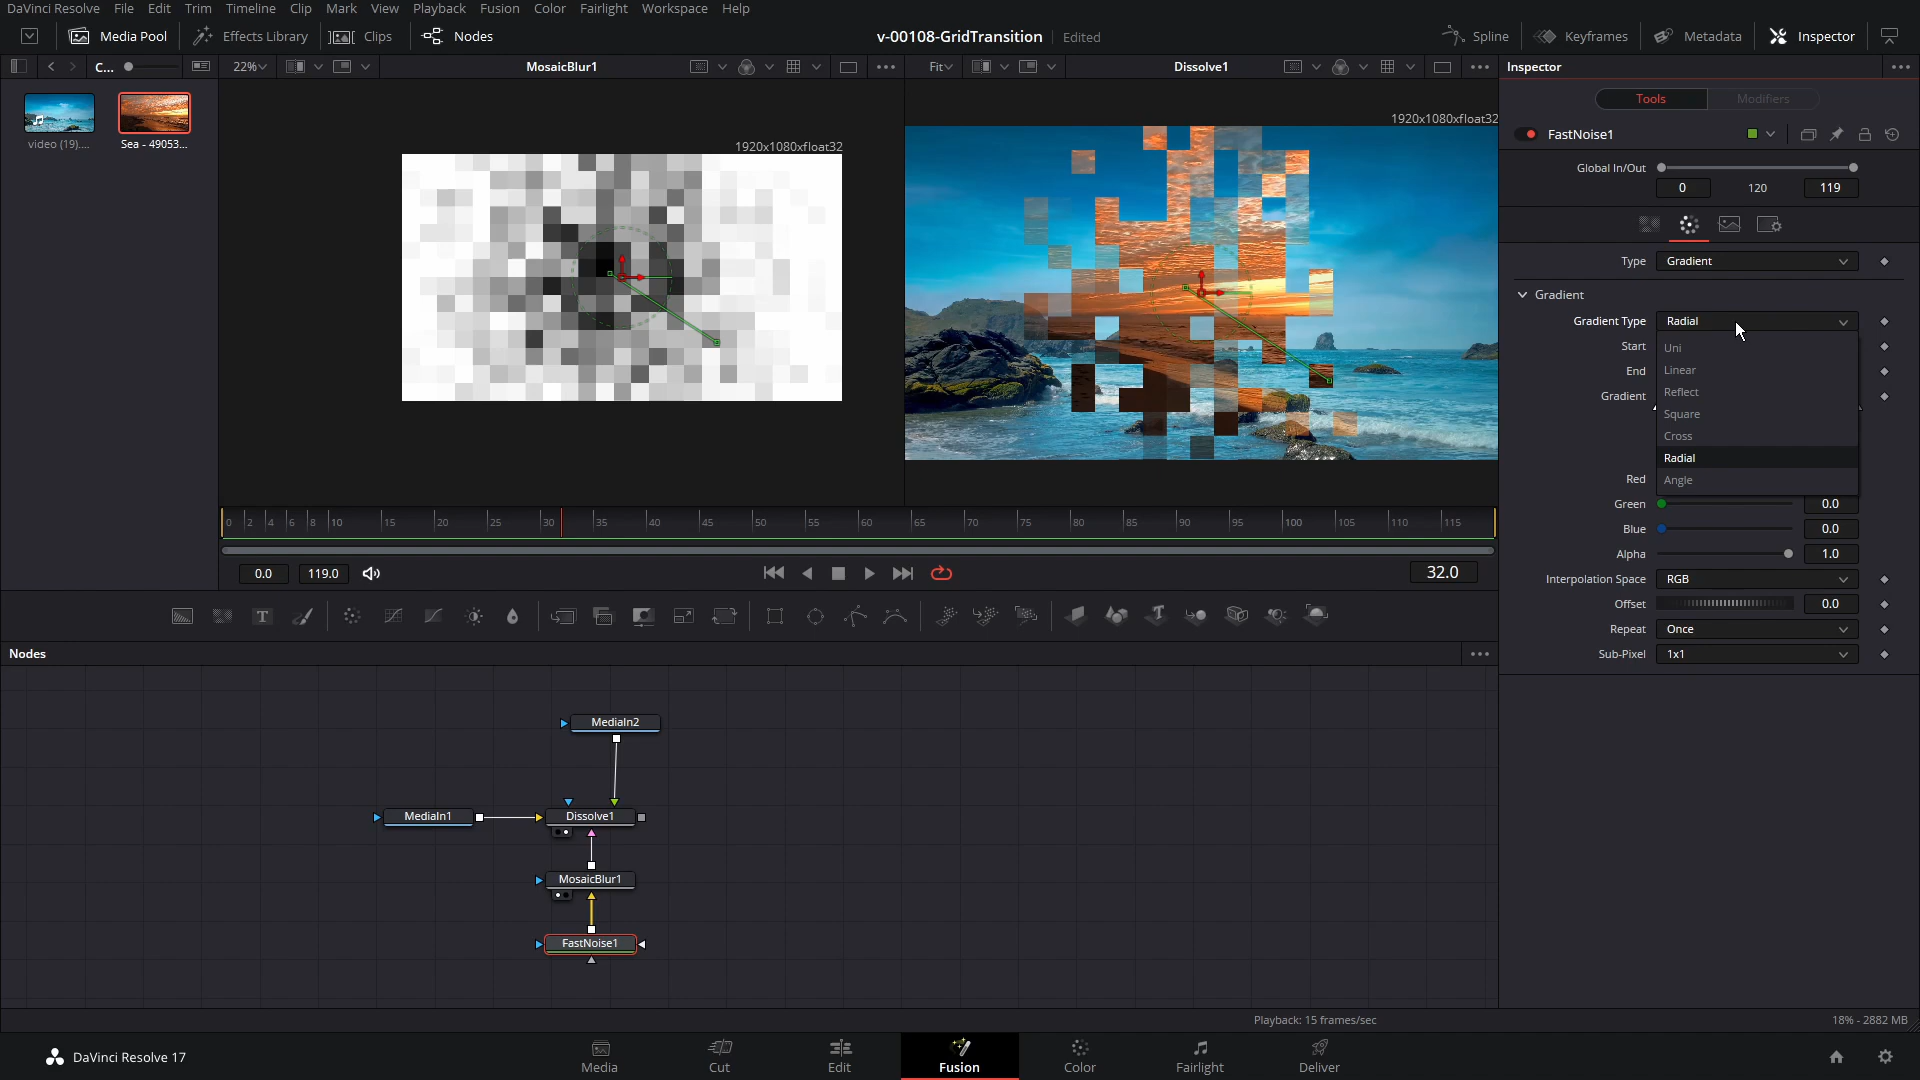 DaVinci Resolve File Edit Trim Timeline Clip Mark View Playback Fusion Color Fairlight Workspace Help
Media Pool Effects Library Clips Nodes v-00108-GridTransition Edited Spline Keyframes Metadata Inspector
C... 22% MosaicBlur1 Fit Dissolve1 Inspector
Tools Modifiers
1920x1080xfloat32
1920x1080xfloat32
video (19).... Sea - 49053...
FastNoise1
Global In/Out
0 120 119
Type Gradient
Gradient
Gradient Type Radial
Start
End
Gradient
Uni
Linear
Reflect
Square
Cross
Radial
Angle
Red
Green 0.0
Blue 0.0
Alpha 1.0
Interpolation Space RGB
Offset 0.0
Repeat Once
Sub-Pixel 1x1
0 2 4 6 8 10 15 20 25 30 35 40 45 50 55 60 65 70 75 80 85 90 95 100 105 110 115
0.0 119.0 32.0
T
Nodes
MediaIn2
MediaIn1 Dissolve1
MosaicBlur1
FastNoise1
Playback: 15 frames/sec 18% - 2882 MB
DaVinci Resolve 17 Media Cut Edit Fusion Color Fairlight Deliver